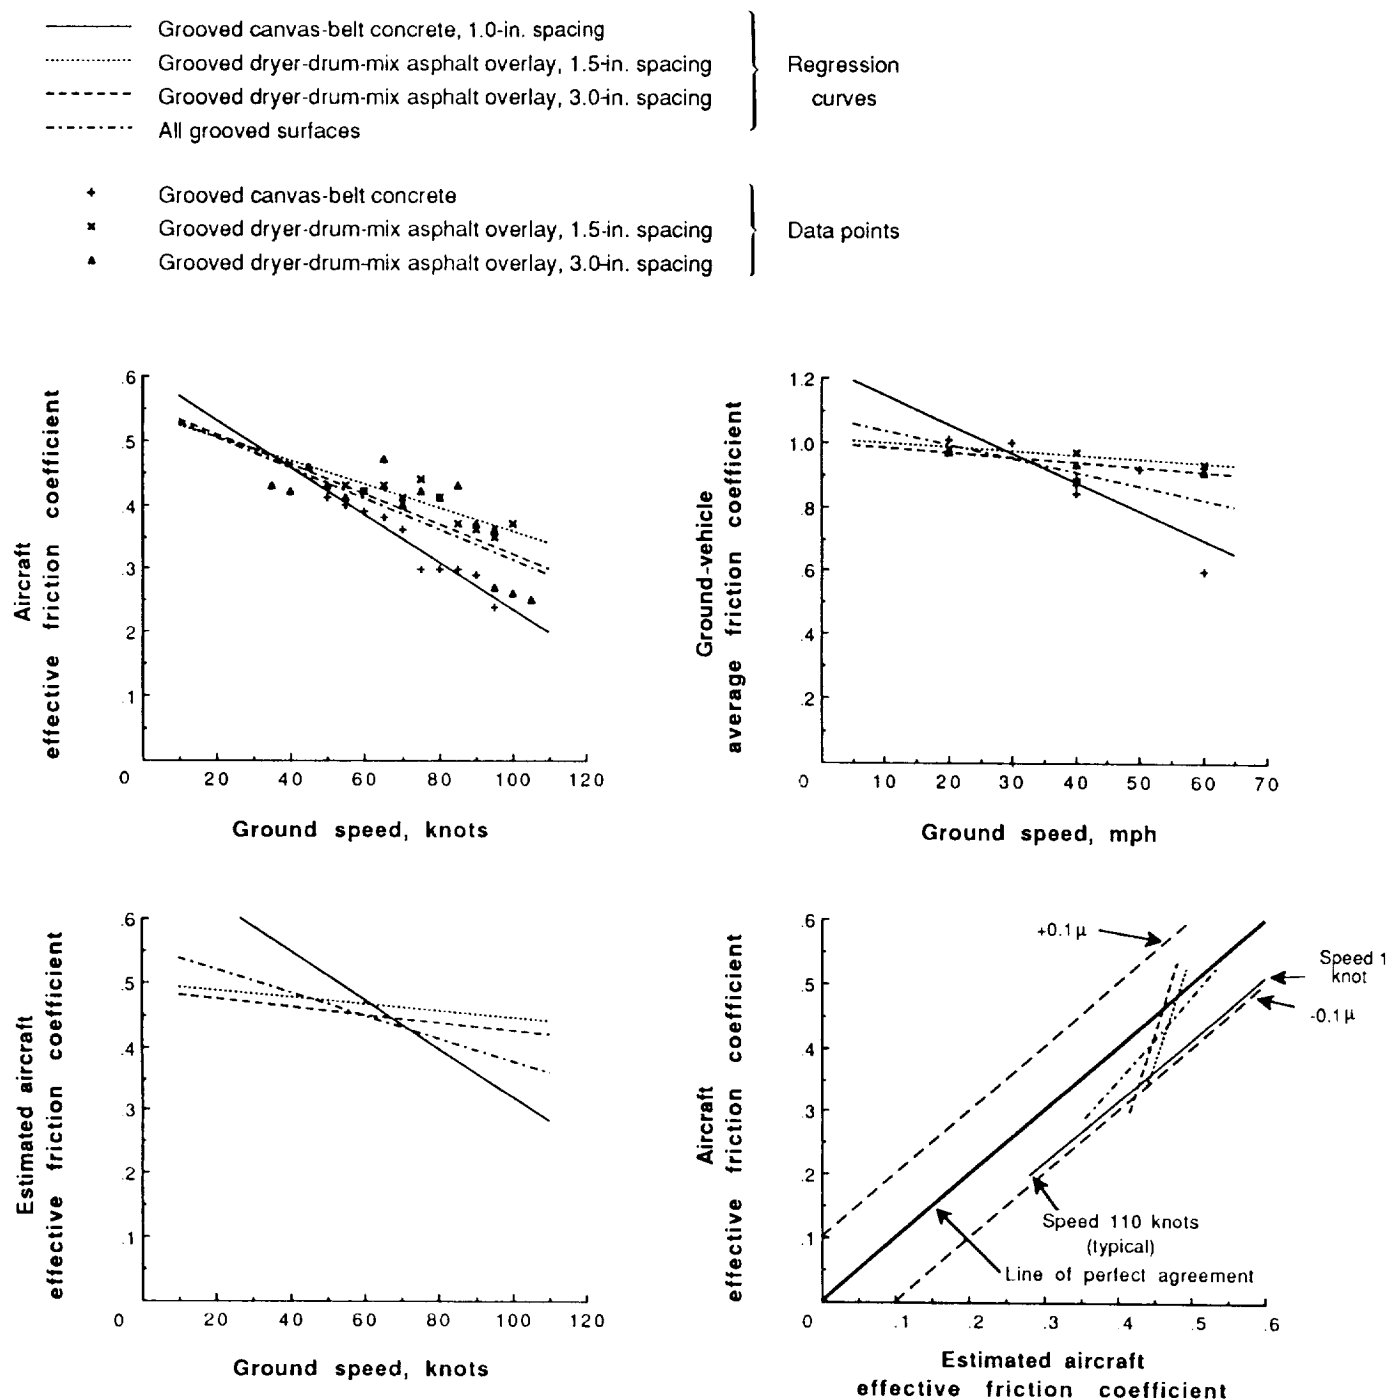 Grooved canvas-belt concrete, 1.0-in. spacing
Grooved dryer-drum-mix asphalt overlay, 1.5-in. spacing
Grooved dryer-drum-mix asphalt overlay, 3.0-in. spacing
All grooved surfaces
Regression
curves
Grooved canvas-belt concrete
Grooved dryer-drum-mix asphalt overlay, 1.5-in. spacing
Grooved dryer-drum-mix asphalt overlay, 3.0-in. spacing
Data points
Aircraft
effective friction coefficient
.6
.5
.4
.3
.2
.1
0 20 40 60 80 100 120
Ground speed, knots
Ground-vehicle
average friction coefficient
1.2
1.0
.8
.6
.4
.2
0 10 20 30 40 50 60 70
Ground speed, mph
Estimated aircraft
effective friction coefficient
.6
.5
.4
.3
.2
.1
0 20 40 60 80 100 120
Ground speed, knots
Aircraft
effective friction coefficient
.6
.5
.4
.3
.2
.1
0 .1 .2 .3 .4 .5 .6
+0.1μ
Speed 1
knot
-0.1μ
Speed 110 knots
(typical)
Line of perfect agreement
Estimated aircraft
effective friction coefficient